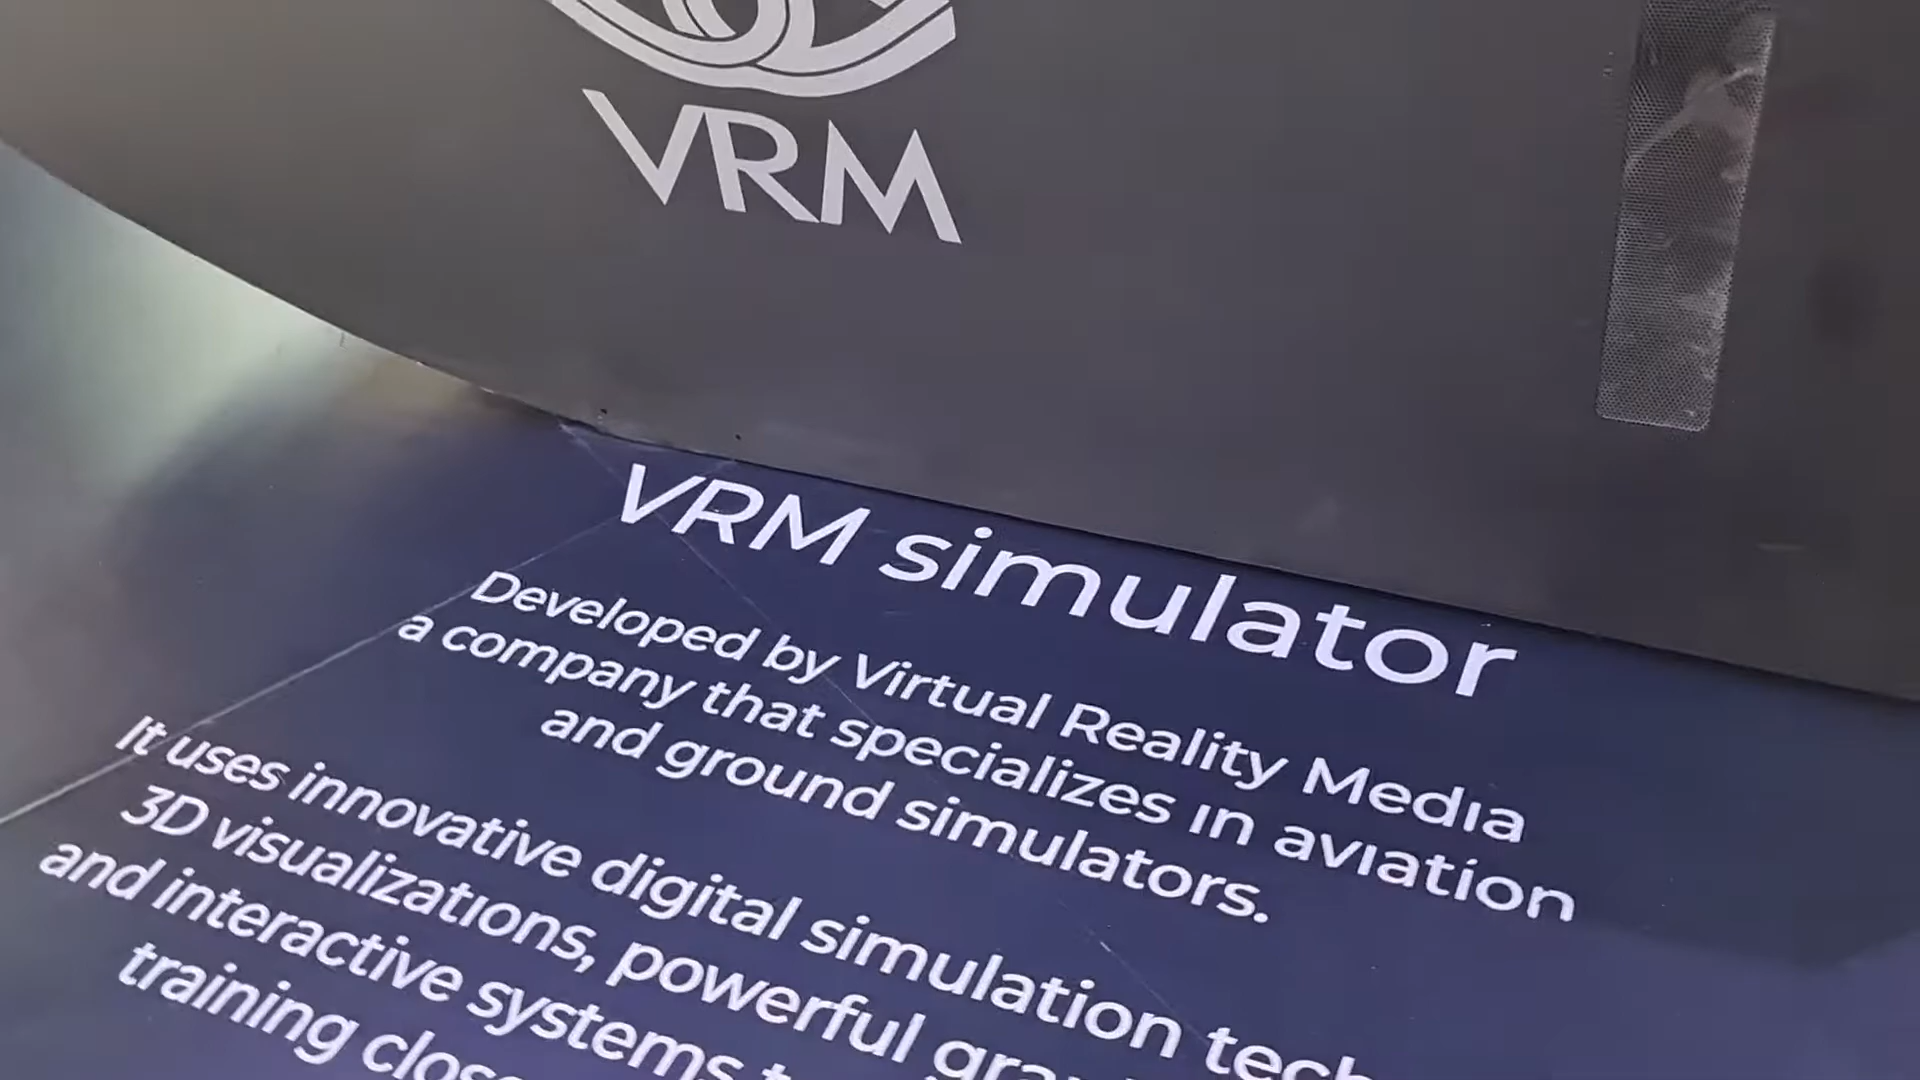 VRM
VRM simulator
Developed by Virtual Reality Media
a company that specializes in aviation
and ground simulators.
It uses innovative digital simulation
3D visualizations, powerful
and interactive systems
training